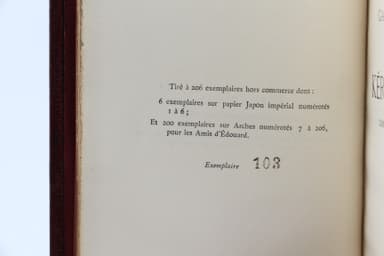 Tiré à 206 exemplaires hors commerce dont :
6 exemplaires sur papier Japon impérial numérotés
1 à 6 ;
Et 200 exemplaires sur Arches numérotés 7 à 206,
pour les Amis d'Édouard.
Exemplaire 103